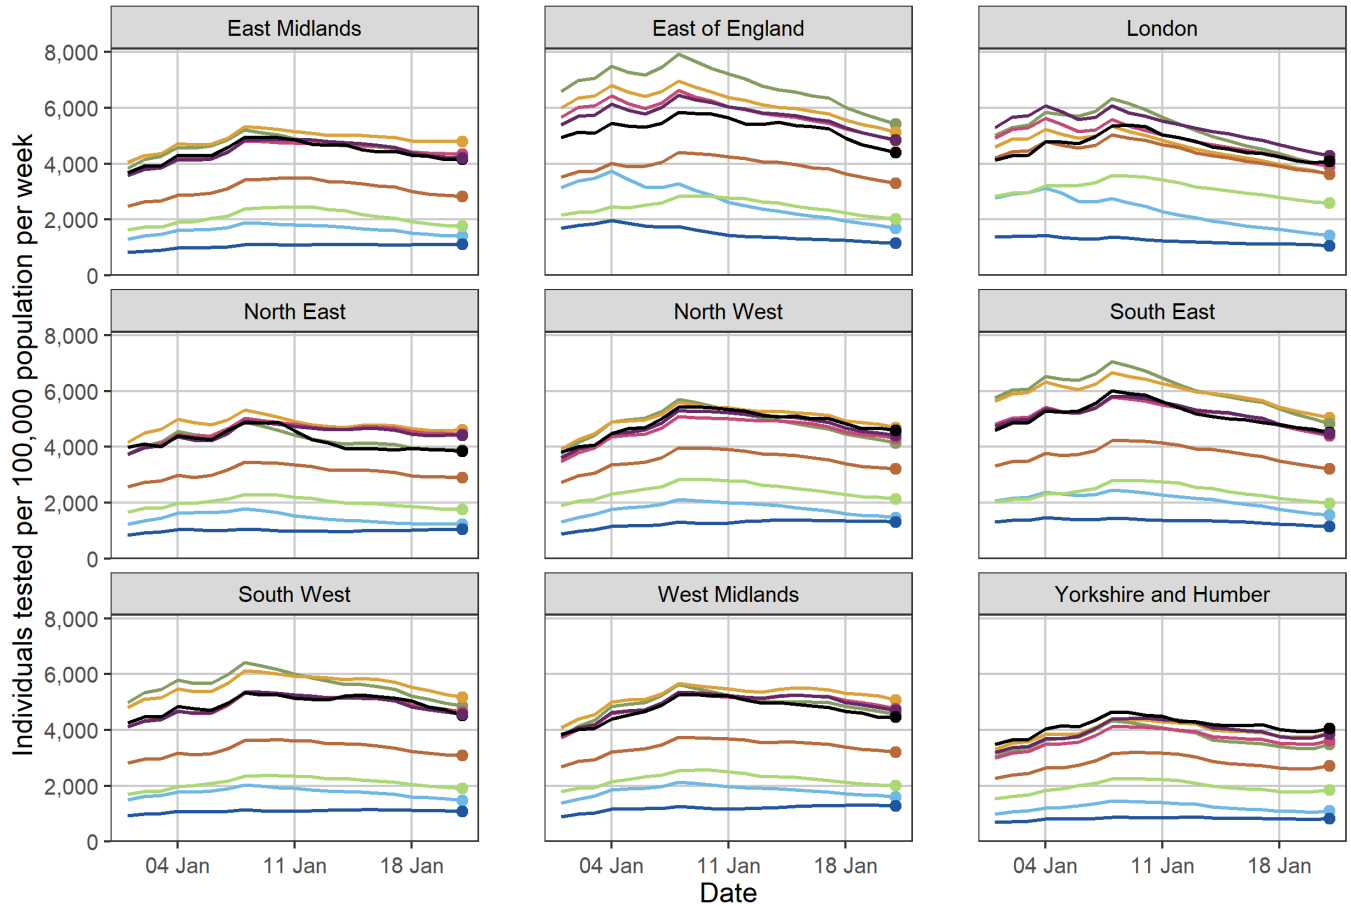 Individuals tested per 100,000 population per week
East Midlands
East of England
London
8,000
6,000
4,000
2,000
0
North East
North West
South East
8,000
6,000
4,000
2,000
0
South West
West Midlands
Yorkshire and Humber
8,000
6,000
4,000
2,000
0
04 Jan 11 Jan 18 Jan
04 Jan 11 Jan 18 Jan
04 Jan 11 Jan 18 Jan
Date